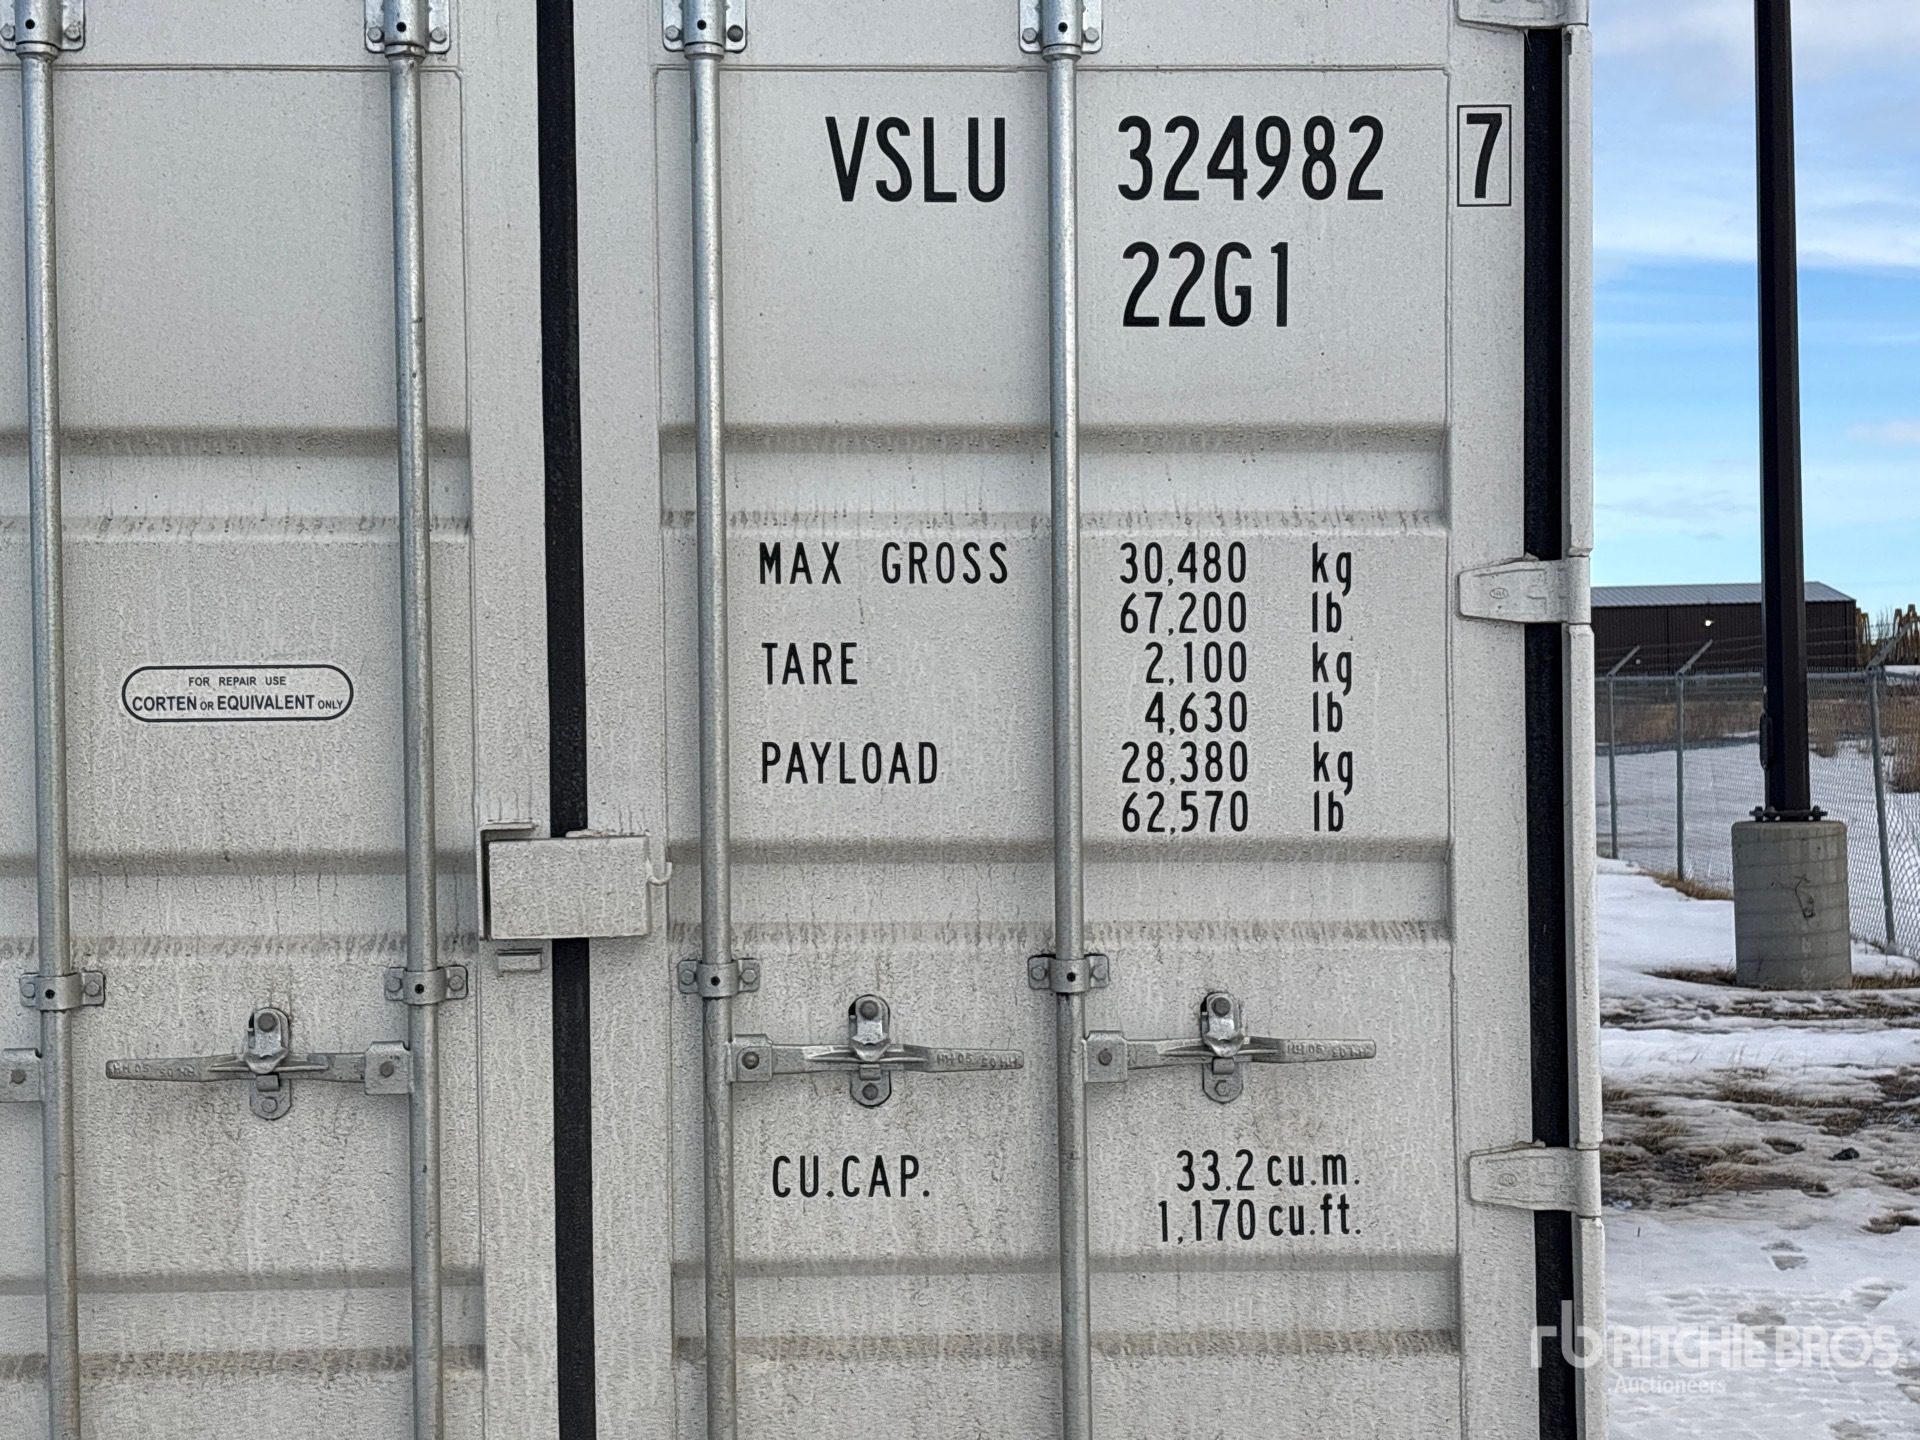 VSLU 324982 7
22G1
MAX GROSS 30,480 kg
67,200 lb
TARE 2,100 kg
4,630 lb
PAYLOAD 28,380 kg
62,570 lb
FOR REPAIR USE
CORTEN OR EQUIVALENT ONLY
CU.CAP. 33.2 cu.m.
1,170 cu.ft.
rb RITCHIE BROS
Auctioneers